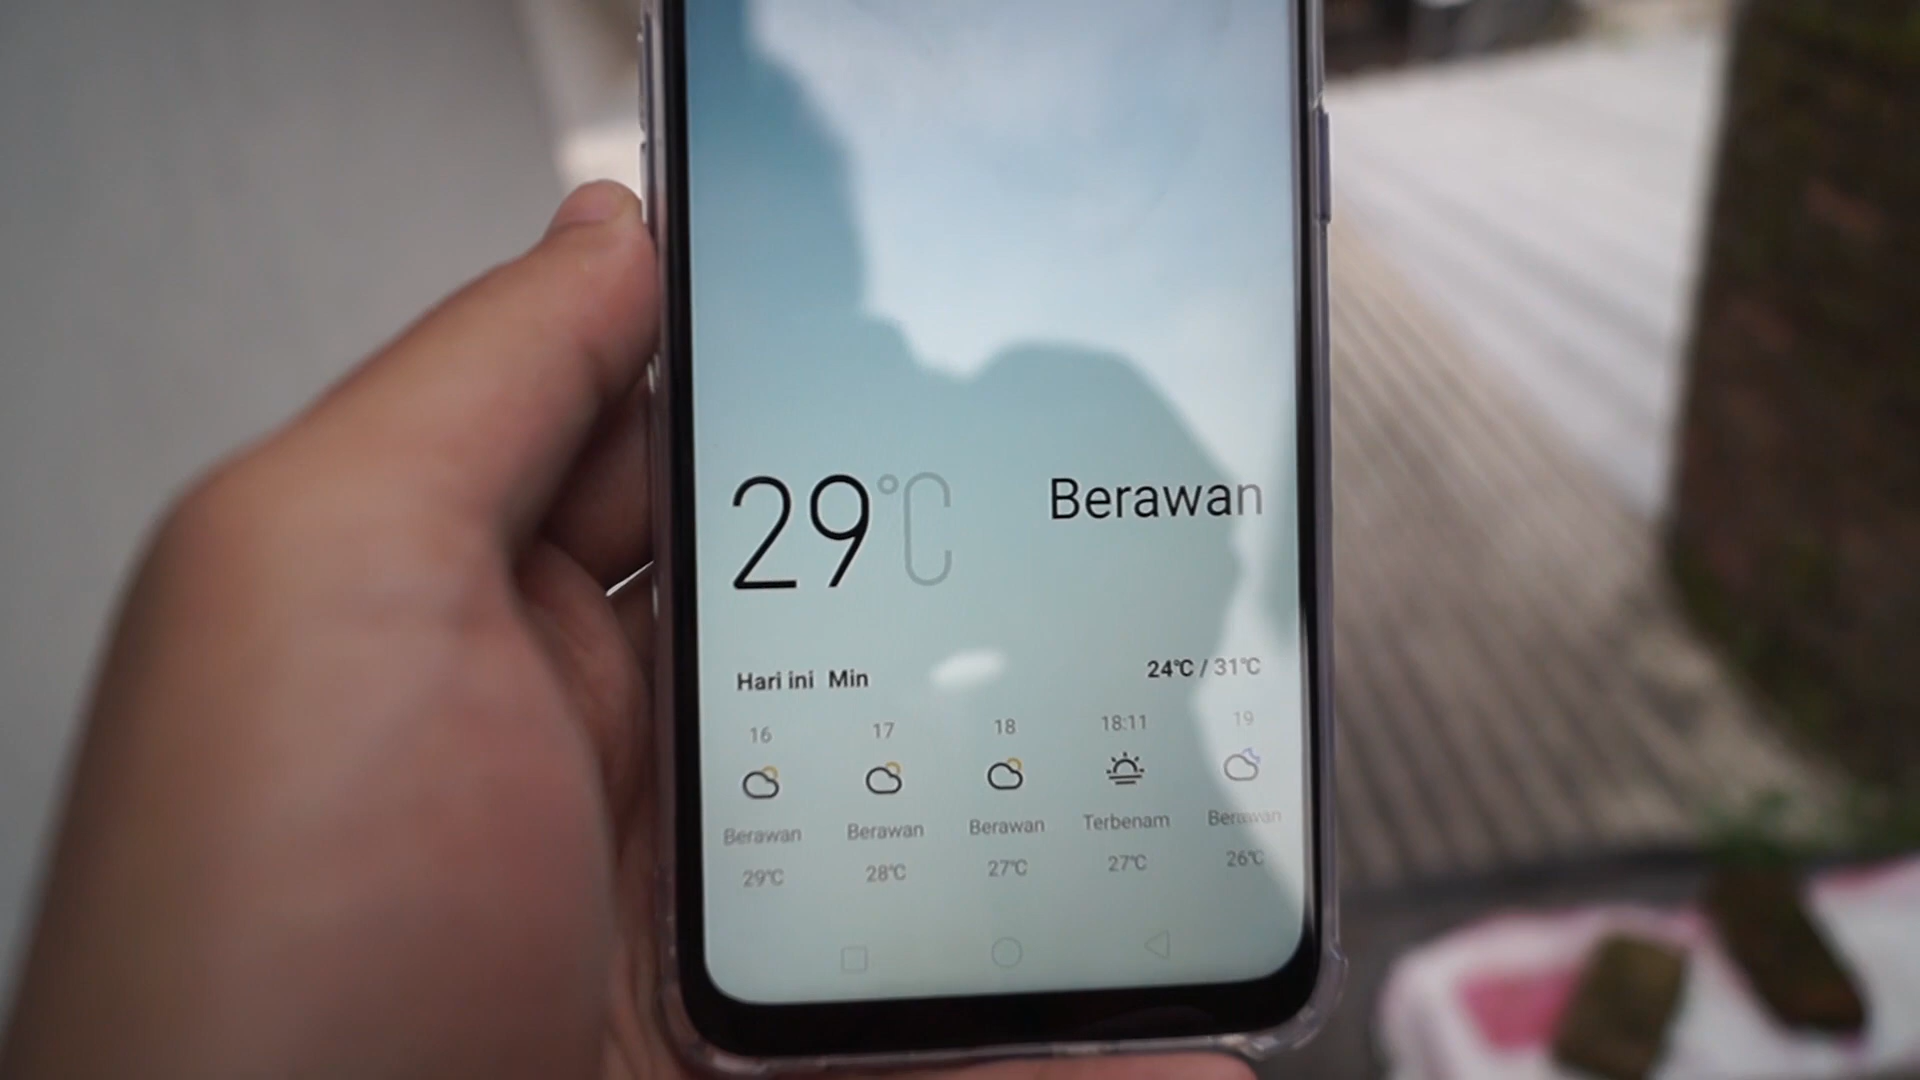 29°C Berawan
Hari ini Min 24℃ / 31℃
16 17 18 18:11 19
Berawan Berawan Berawan Terbenam Berawan
29℃ 28℃ 27℃ 27℃ 26℃